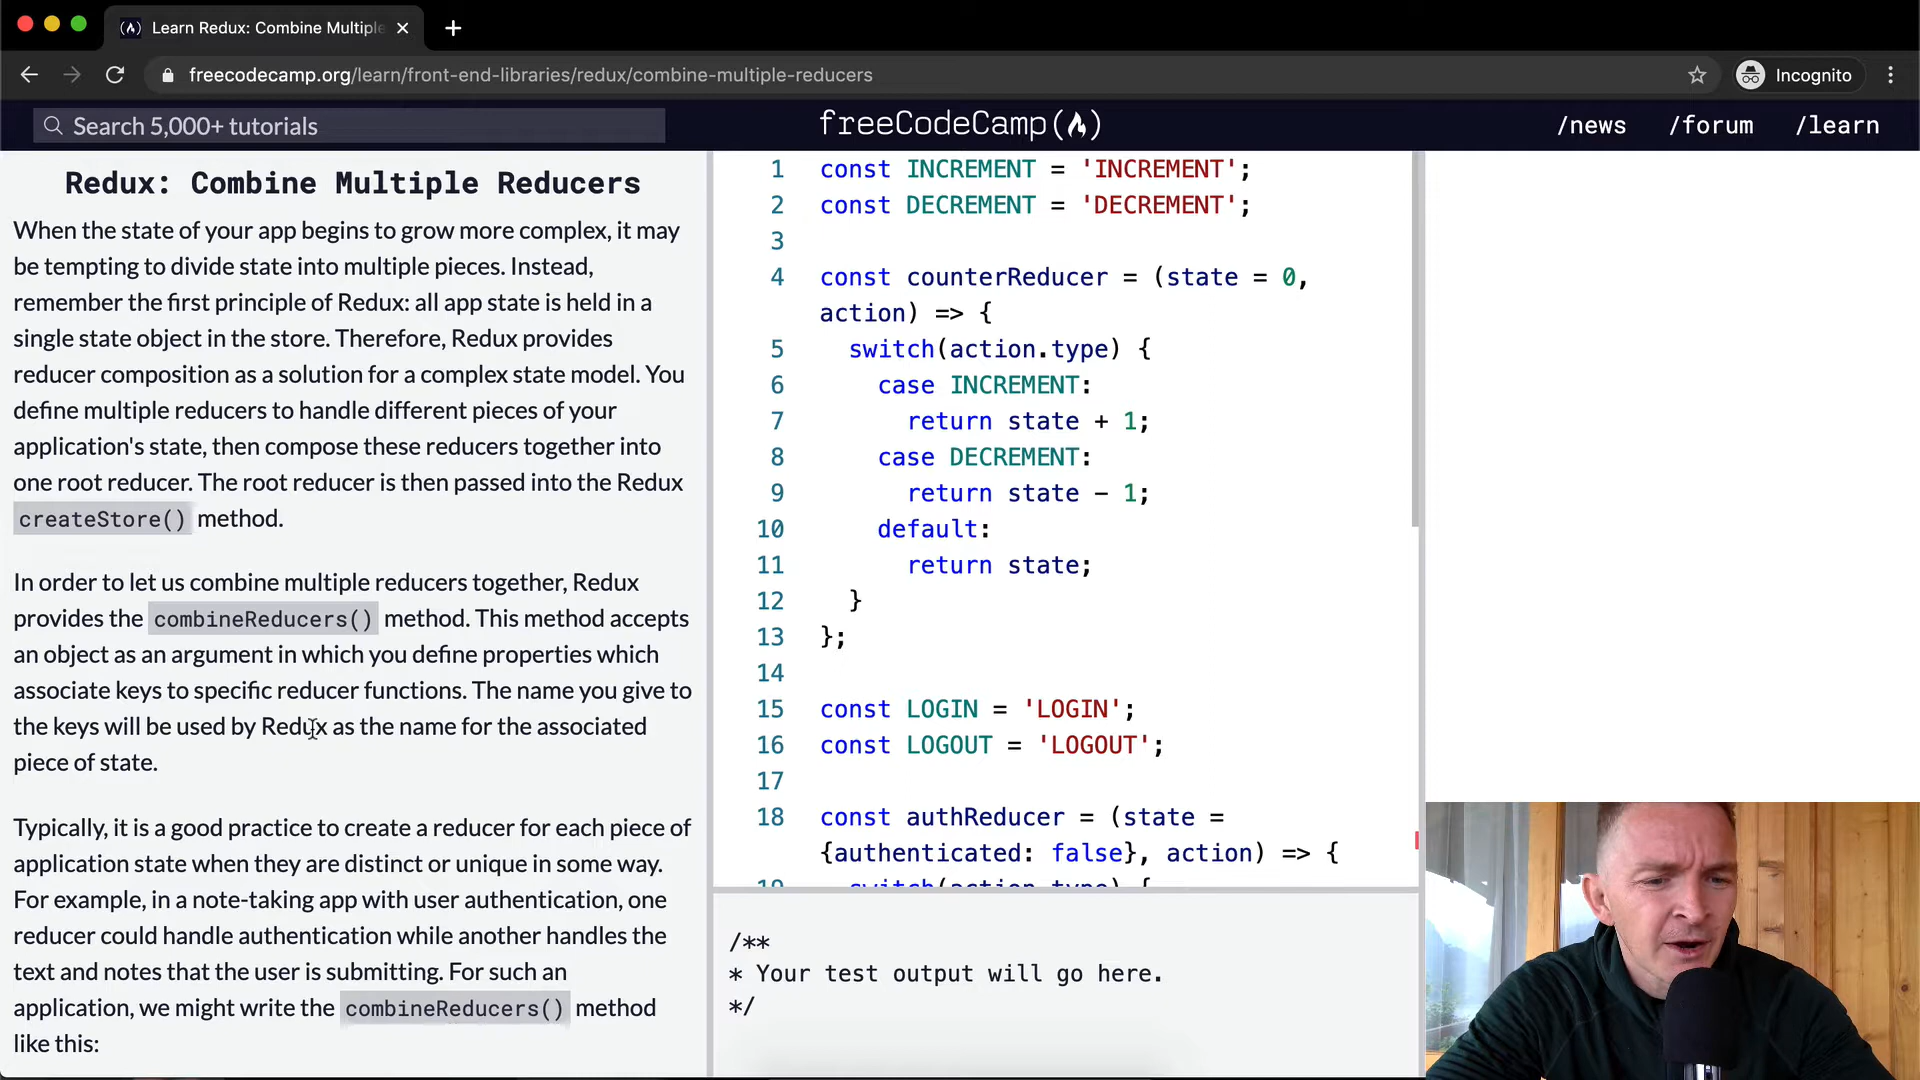 Learn Redux: Combine Multiple
freecodecamp.org/learn/front-end-libraries/redux/combine-multiple-reducers
Incognito
Search 5,000+ tutorials
freeCodeCamp
/news
/forum
/learn
Redux: Combine Multiple Reducers
When the state of your app begins to grow more complex, it may
be tempting to divide state into multiple pieces. Instead,
remember the first principle of Redux: all app state is held in a
single state object in the store. Therefore, Redux provides
reducer composition as a solution for a complex state model. You
define multiple reducers to handle different pieces of your
application's state, then compose these reducers together into
one root reducer. The root reducer is then passed into the Redux
createStore() method.
In order to let us combine multiple reducers together, Redux
provides the combineReducers() method. This method accepts
an object as an argument in which you define properties which
associate keys to specific reducer functions. The name you give to
the keys will be used by Redux as the name for the associated
piece of state.
Typically, it is a good practice to create a reducer for each piece of
application state when they are distinct or unique in some way.
For example, in a note-taking app with user authentication, one
reducer could handle authentication while another handles the
text and notes that the user is submitting. For such an
application, we might write the combineReducers() method
like this:
1 const INCREMENT = 'INCREMENT';
2 const DECREMENT = 'DECREMENT';
3
4 const counterReducer = (state = 0,
action) => {
5 switch(action.type) {
6 case INCREMENT:
7 return state + 1;
8 case DECREMENT:
9 return state - 1;
10 default:
11 return state;
12 }
13 };
14
15 const LOGIN = 'LOGIN';
16 const LOGOUT = 'LOGOUT';
17
18 const authReducer = (state =
{authenticated: false}, action) => {
19 switch(action.type) {
/**
* Your test output will go here.
*/